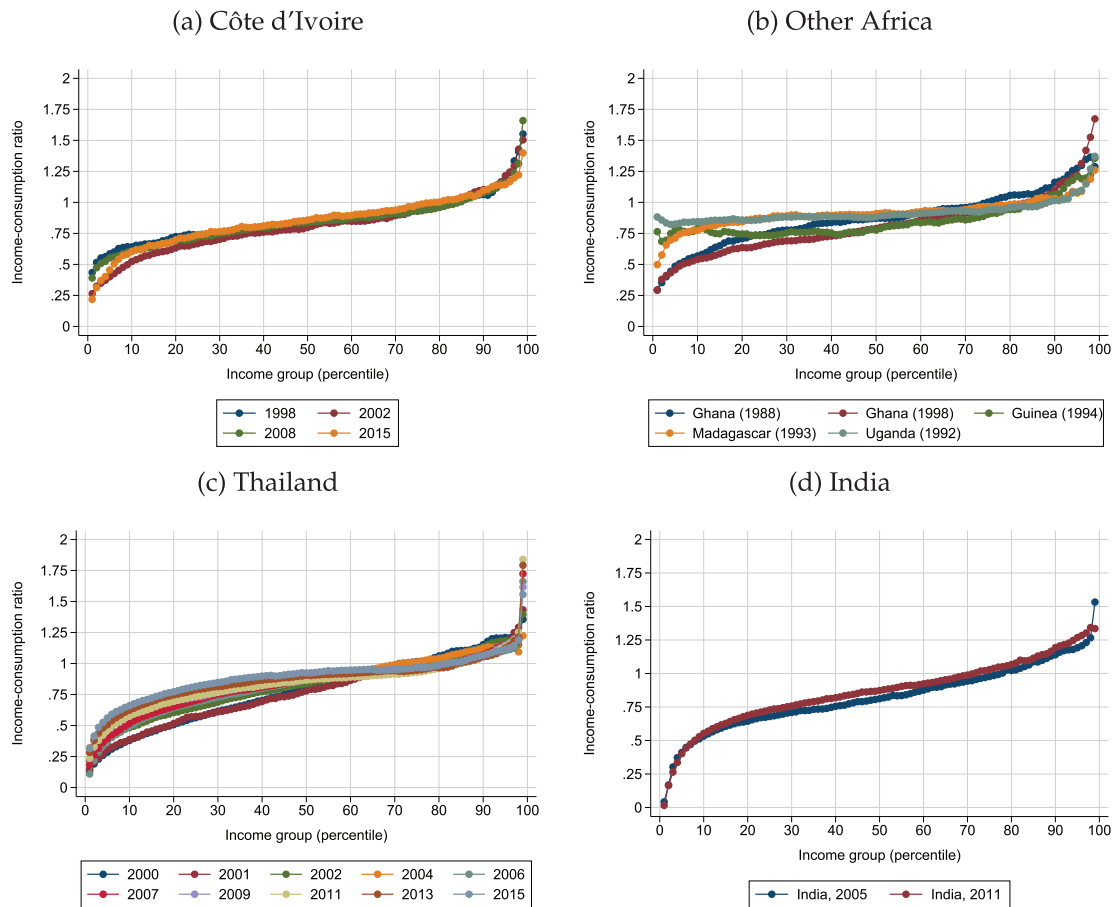 (a) Côte d'Ivoire
Income-consumption ratio
2
1.75
1.5
1.25
1
.75
.5
.25
0
0 10 20 30 40 50 60 70 80 90 100
Income group (percentile)
1998 2002
2008 2015
(b) Other Africa
Income-consumption ratio
2
1.75
1.5
1.25
1
.75
.5
.25
0
0 10 20 30 40 50 60 70 80 90 100
Income group (percentile)
Ghana (1988) Ghana (1998) Guinea (1994)
Madagascar (1993) Uganda (1992)
(c) Thailand
Income-consumption ratio
2
1.75
1.5
1.25
1
.75
.5
.25
0
0 10 20 30 40 50 60 70 80 90 100
Income group (percentile)
2000 2001 2002 2004 2006
2007 2009 2011 2013 2015
(d) India
Income-consumption ratio
2
1.75
1.5
1.25
1
.75
.5
.25
0
0 10 20 30 40 50 60 70 80 90 100
Income group (percentile)
India, 2005 India, 2011